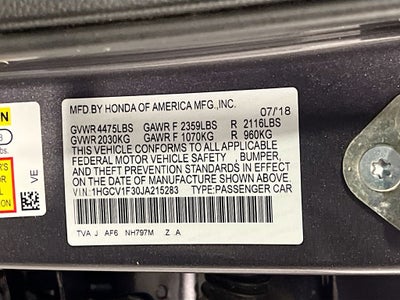 MFD.BY HONDA OF AMERICA MFG.,INC.
07/'18
GVWR 4475LBS GAWR F 2359LBS R 2116LBS
GVWR 2030KG GAWR F 1070KG R 960KG
THIS VEHICLE CONFORMS TO ALL APPLICABLE
FEDERAL MOTOR VEHICLE SAFETY , BUMPER,
AND THEFT PREVENTION STANDARDS IN EFFECT
ON THE DATE OF MANUFACTURE SHOWN ABOVE.
V.I.N:1HGCV1F30JA215283 TYPE:PASSENGER CAR
TVA J AF6 NH797M Z A
VE